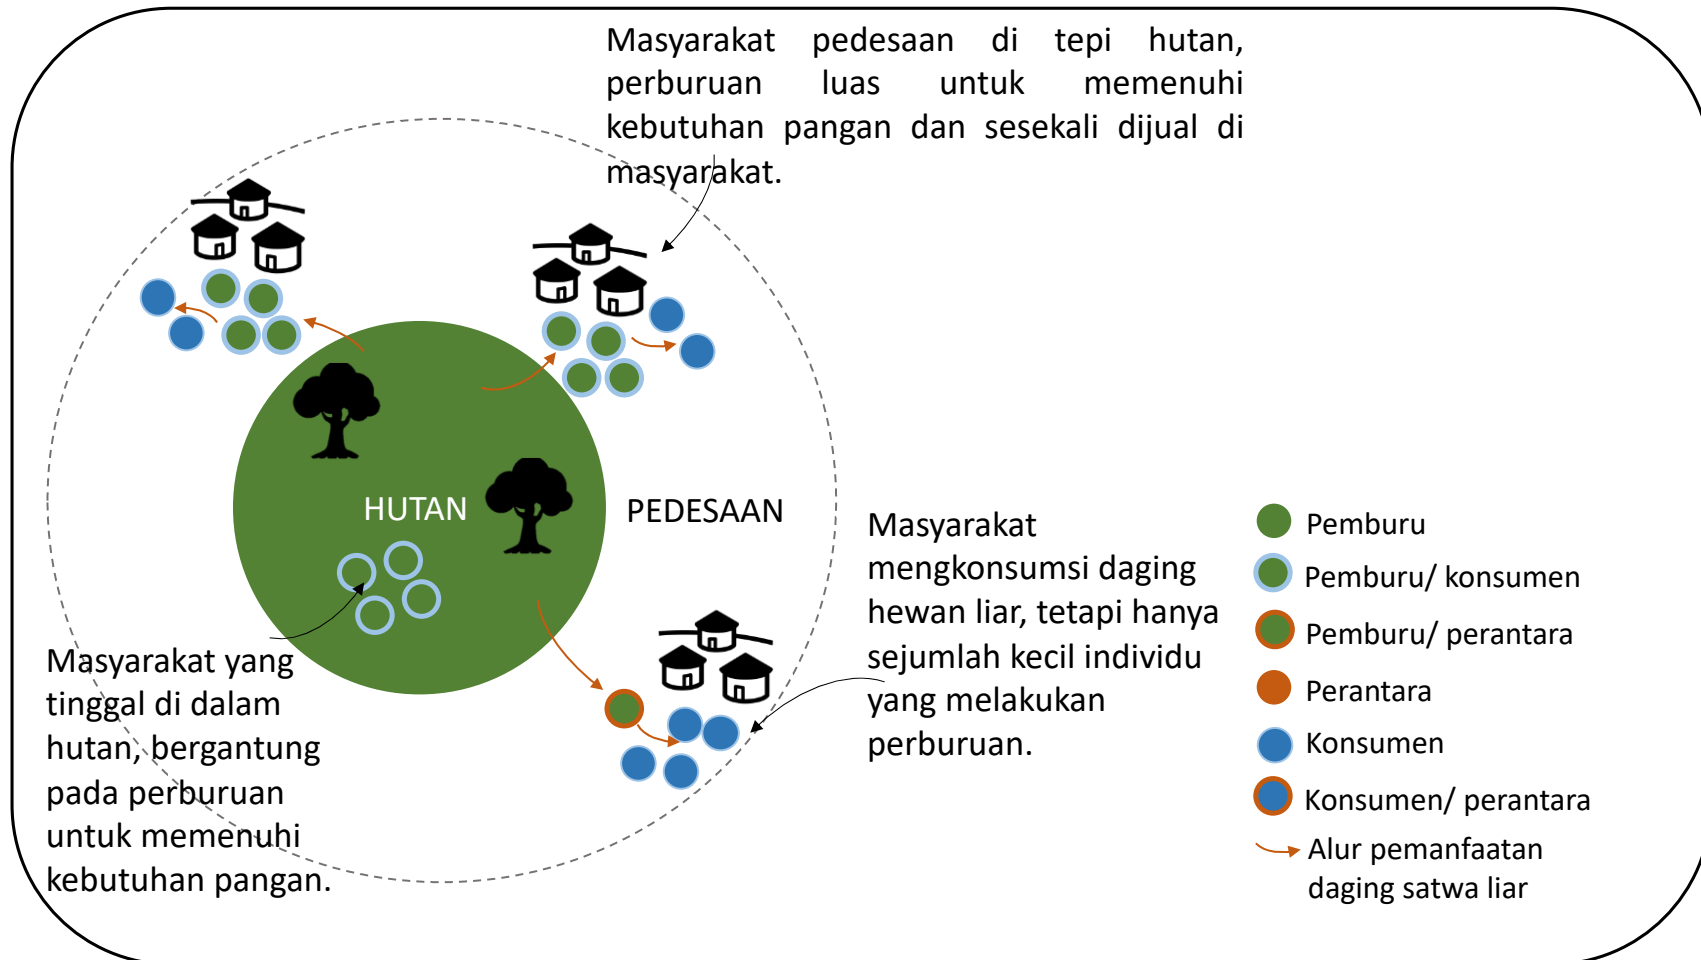 Masyarakat pedesaan di tepi hutan,
perburuan luas untuk memenuhi
kebutuhan pangan dan sesekali dijual di
masyarakat.
HUTAN
PEDESAAN
Masyarakat
mengkonsumsi daging
hewan liar, tetapi hanya
sejumlah kecil individu
yang melakukan
perburuan.
Masyarakat yang
tinggal di dalam
hutan, bergantung
pada perburuan
untuk memenuhi
kebutuhan pangan.
Pemburu
Pemburu/ konsumen
Pemburu/ perantara
Perantara
Konsumen
Konsumen/ perantara
Alur pemanfaatan
daging satwa liar